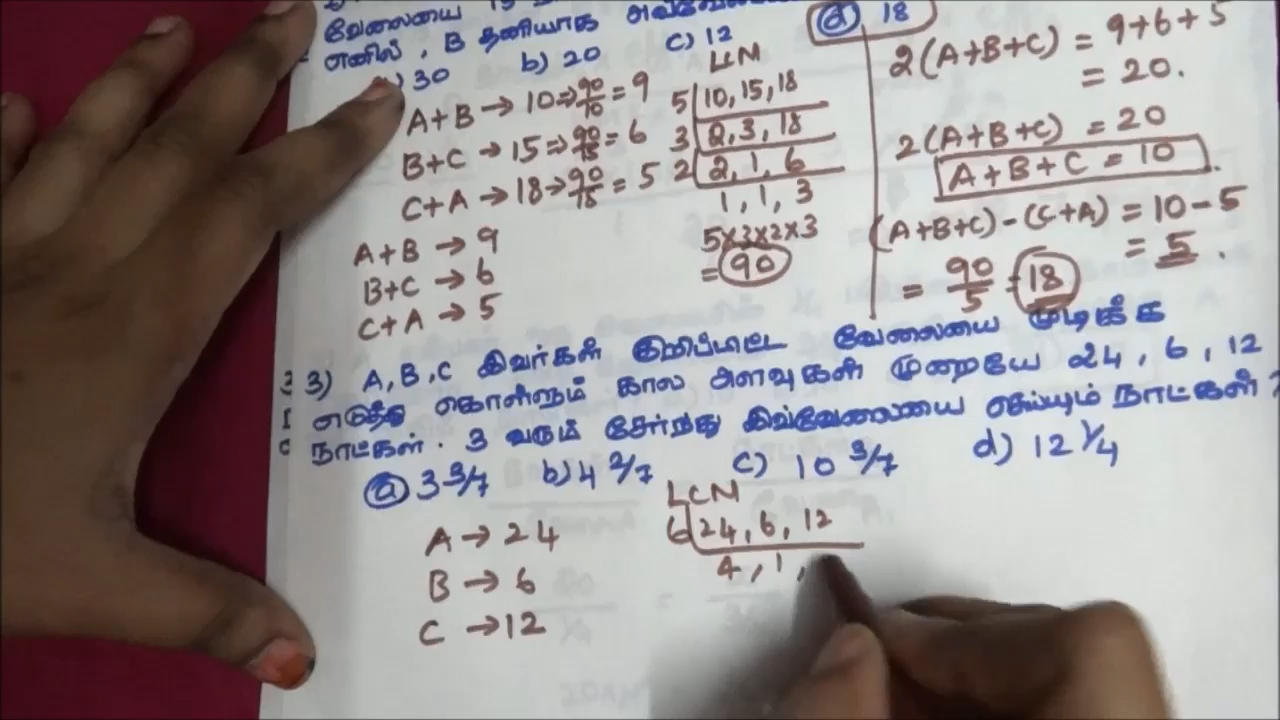 வேலையை 15
எனில், B தனியாக
a) 30 b) 20 c) 12 d) 18
A+B → 10 ⇒ 90/10 = 9
B+C → 15 ⇒ 90/15 = 6
C+A → 18 ⇒ 90/18 = 5
A+B → 9
B+C → 6
C+A → 5
LCM
5 | 10, 15, 18
3 | 2, 3, 18
2 | 2, 1, 6
1, 1, 3
5×3×2×3
= 90
2(A+B+C) = 9+6+5
= 20.
2(A+B+C) = 20
A+B+C = 10
(A+B+C)-(C+A) = 10-5
= 5.
= 90/5 = 18
3) A, B, C இவர்கள் குறிப்பிட்ட வேலையை முடிக்க
எடுத்து கொள்ளும் கால அளவுகள் முறையே 24, 6, 12
நாட்கள். 3 வரும் சேர்ந்து இவ்வேலையை செய்யும் நாட்கள்?
a) 3 3/7 b) 4 2/7 c) 10 3/7 d) 12 1/4
A → 24
B → 6
C → 12
LCM
6 | 24, 6, 12
4, 1,